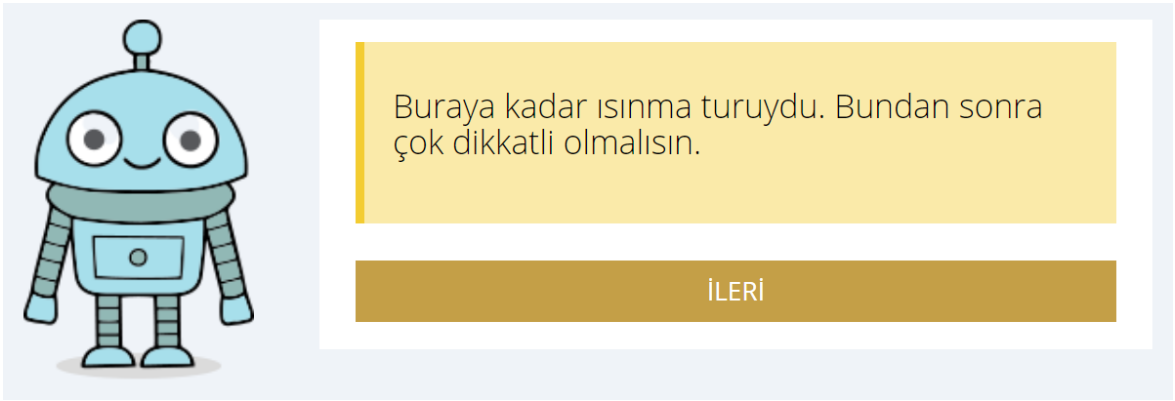 Buraya kadar ısınma turuydu. Bundan sonra
çok dikkatli olmalısın.
İLERİ